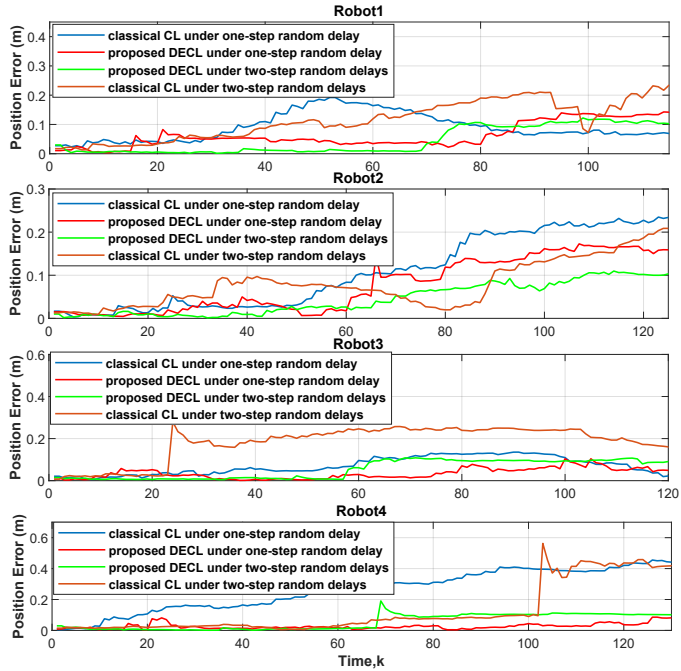 Robot1
Position Error (m)
0.4
0.2
0.1
0
classical CL under one-step random delay
proposed DECL under one-step random delay
proposed DECL under two-step random delays
classical CL under two-step random delays
0 20 40 60 80 100
Robot2
Position Error (m)
0.3
0.2
0.1
0
classical CL under one-step random delay
proposed DECL under one-step random delay
proposed DECL under two-step random delays
classical CL under two-step random delays
0 20 40 60 80 100 120
Robot3
Position Error (m)
0.6
0.4
0.2
0
classical CL under one-step random delay
proposed DECL under one-step random delay
proposed DECL under two-step random delays
classical CL under two-step random delays
0 20 40 60 80 100 120
Robot4
Position Error (m)
0.6
0.4
0.2
0
classical CL under one-step random delay
proposed DECL under one-step random delay
proposed DECL under two-step random delays
classical CL under two-step random delays
0 20 40 60 80 100 120
Time,k